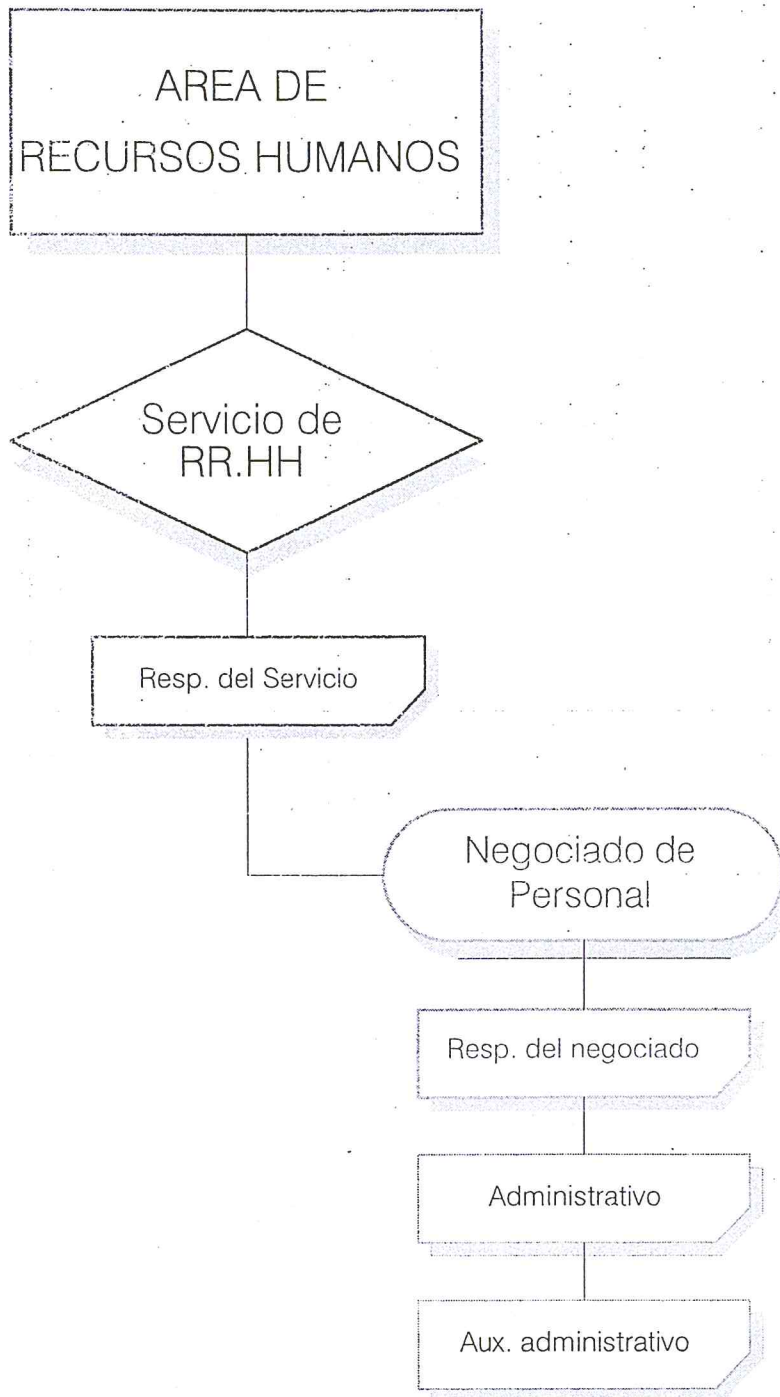 AREA DE
RECURSOS HUMANOS
Servicio de
RR.HH
Resp. del Servicio
Negociado de
Personal
Resp. del negociado
Administrativo
Aux. administrativo